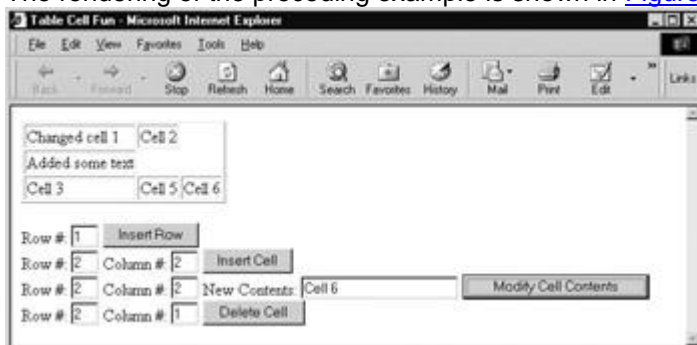 The rendering of the preceding example is shown in Figure
Table Cell Fun - Microsoft Internet Explorer
File Edit View Favorites Tools Help
Back Forward Stop Refresh Home Search Favorites History Mail Print Edit » Links
Changed cell 1 Cell 2
Added some text
Cell 3 Cell 5 Cell 6
Row #: 1 Insert Row
Row #: 2 Column #: 2 Insert Cell
Row #: 2 Column #: 2 New Contents: Cell 6 Modify Cell Contents
Row #: 2 Column #: 1 Delete Cell